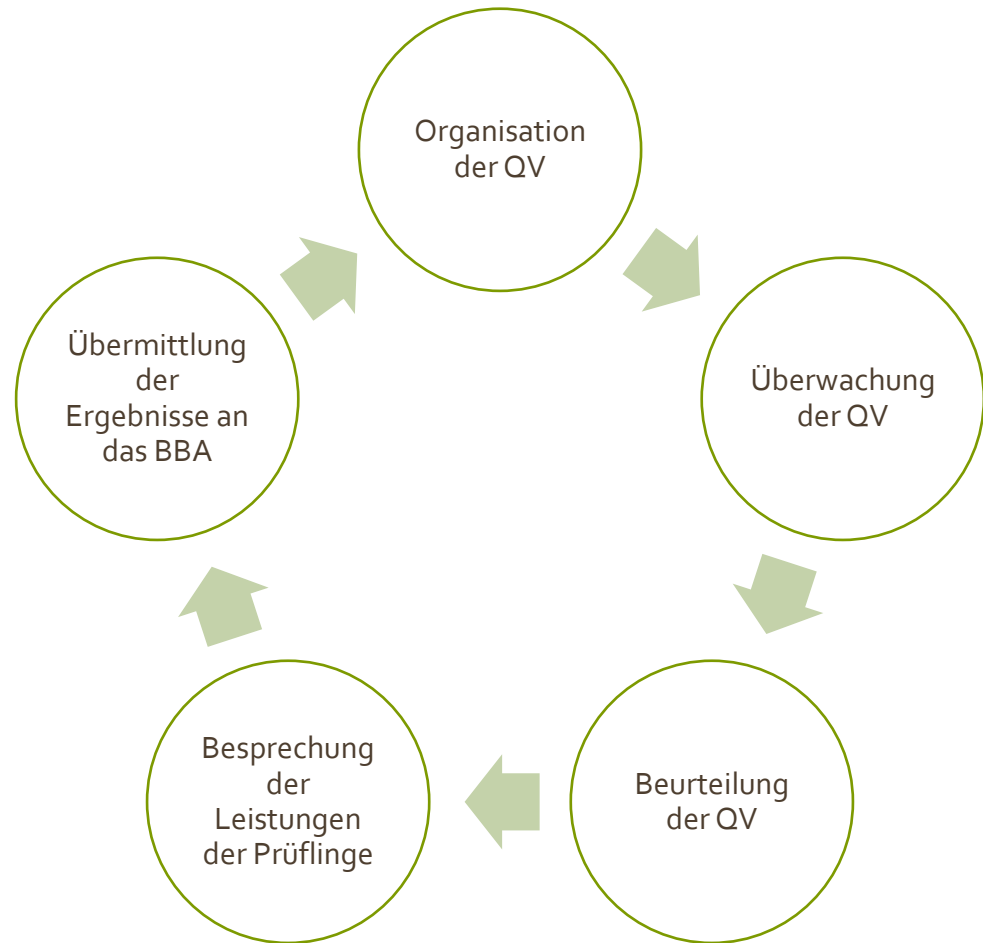 Organisation
der QV
Überwachung
der QV
Beurteilung
der QV
Besprechung
der
Leistungen
der Prüflinge
Übermittlung
der
Ergebnisse an
das BBA